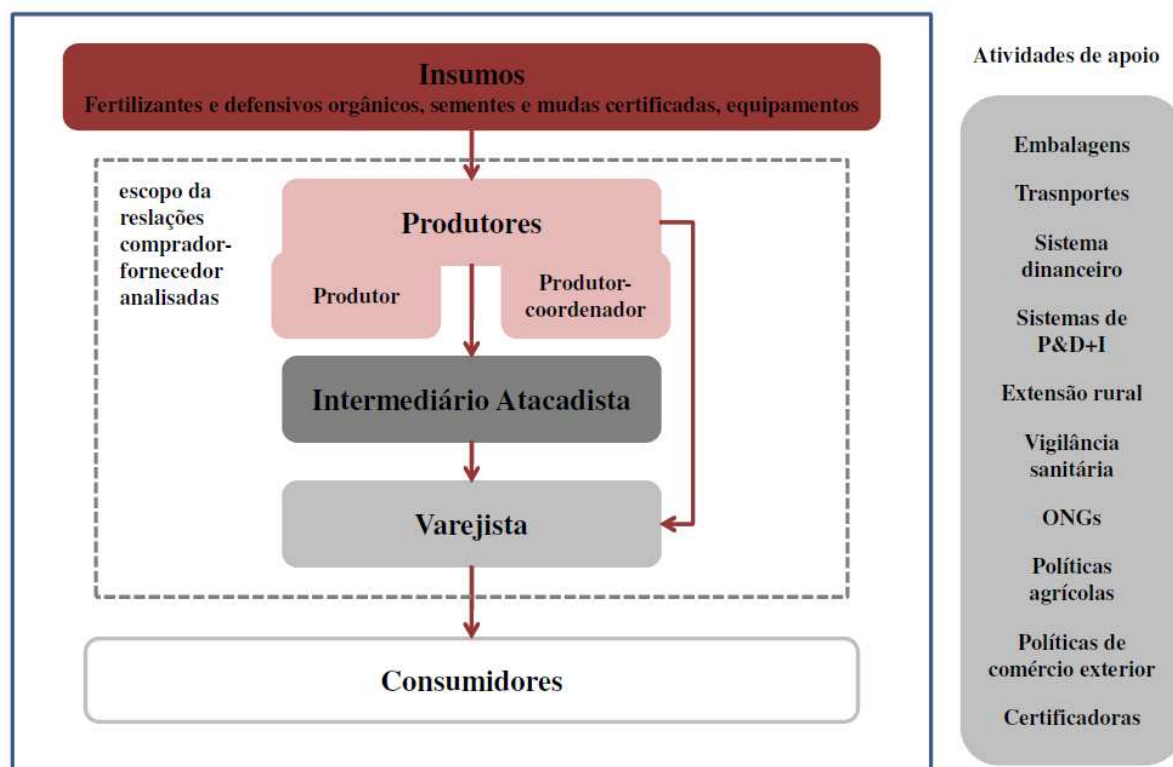 Insumos
Fertilizantes e defensivos orgânicos, sementes e mudas certificadas, equipamentos
escopo da
reslações
comprador-
fornecedor
analisadas
Produtores
Produtor
Produtor-
coordenador
Intermediário Atacadista
Varejista
Consumidores
Atividades de apoio
Embalagens
Trasnportes
Sistema
dinanceiro
Sistemas de
P&D+I
Extensão rural
Vigilância
sanitária
ONGs
Políticas
agrícolas
Políticas de
comércio exterior
Certificadoras